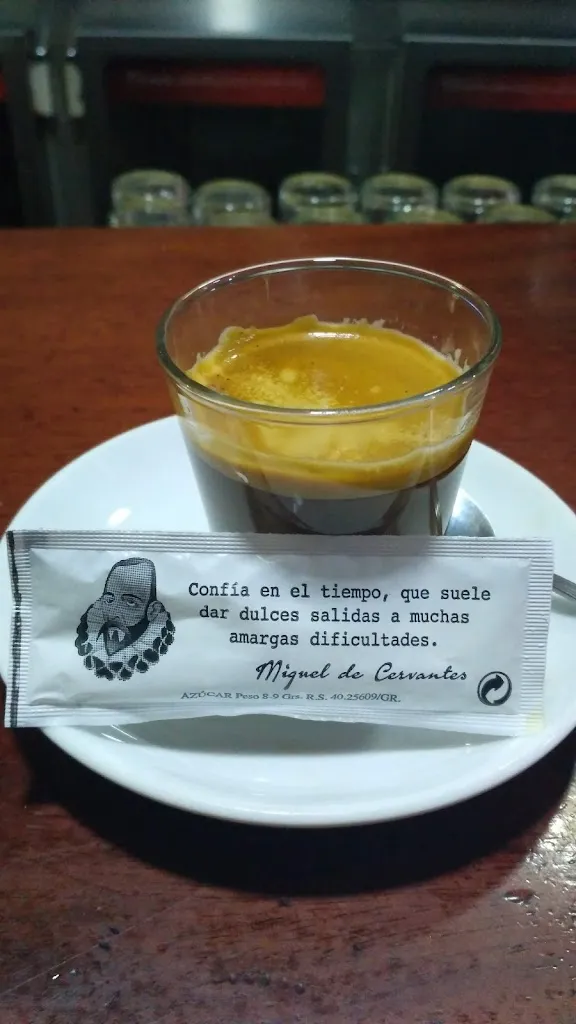 Confía en el tiempo, que suele
dar dulces salidas a muchas
amargas dificultades.
Miguel de Cervantes
AZÚCAR Peso 8-9 Grs. R.S. 40.25609/GR.